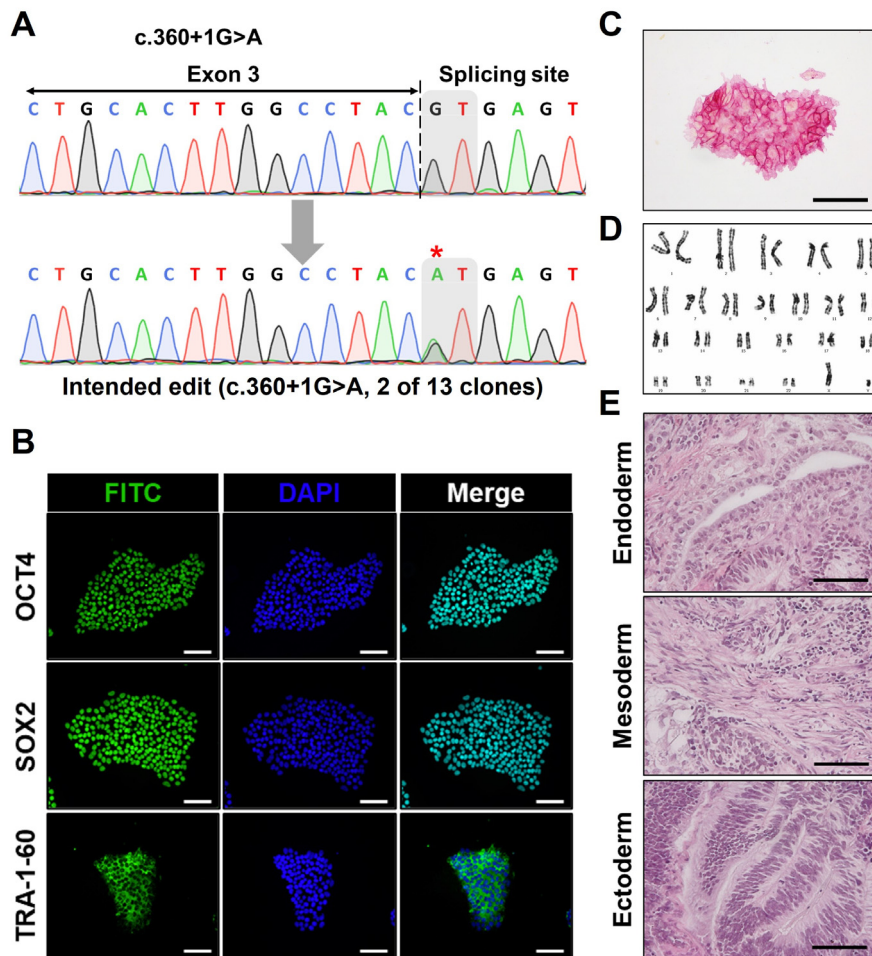 A
c.360+1G>A
Exon 3 Splicing site
C T G C A C T T G G C C T A C G T G A G T
*
C T G C A C T T G G C C T A C A T G A G T
Intended edit (c.360+1G>A, 2 of 13 clones)
B
FITC DAPI Merge
OCT4
SOX2
TRA-1-60
C
D
E
Endoderm
Mesoderm
Ectoderm